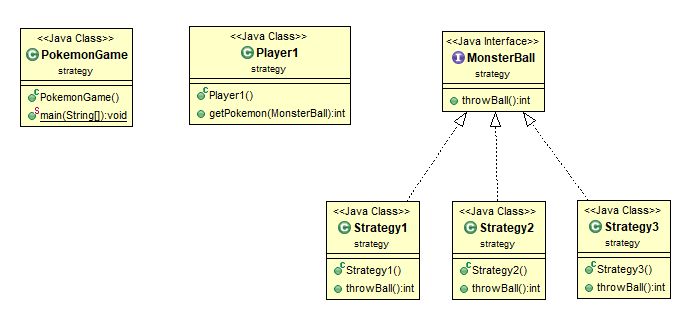 <<Java Class>>
PokemonGame
strategy
PokemonGame()
main(String[]):void
<<Java Class>>
Player1
strategy
Player1()
getPokemon(MonsterBall):int
<<Java Interface>>
MonsterBall
strategy
throwBall():int
<<Java Class>>
Strategy1
strategy
Strategy1()
throwBall():int
<<Java Class>>
Strategy2
strategy
Strategy2()
throwBall():int
<<Java Class>>
Strategy3
strategy
Strategy3()
throwBall():int